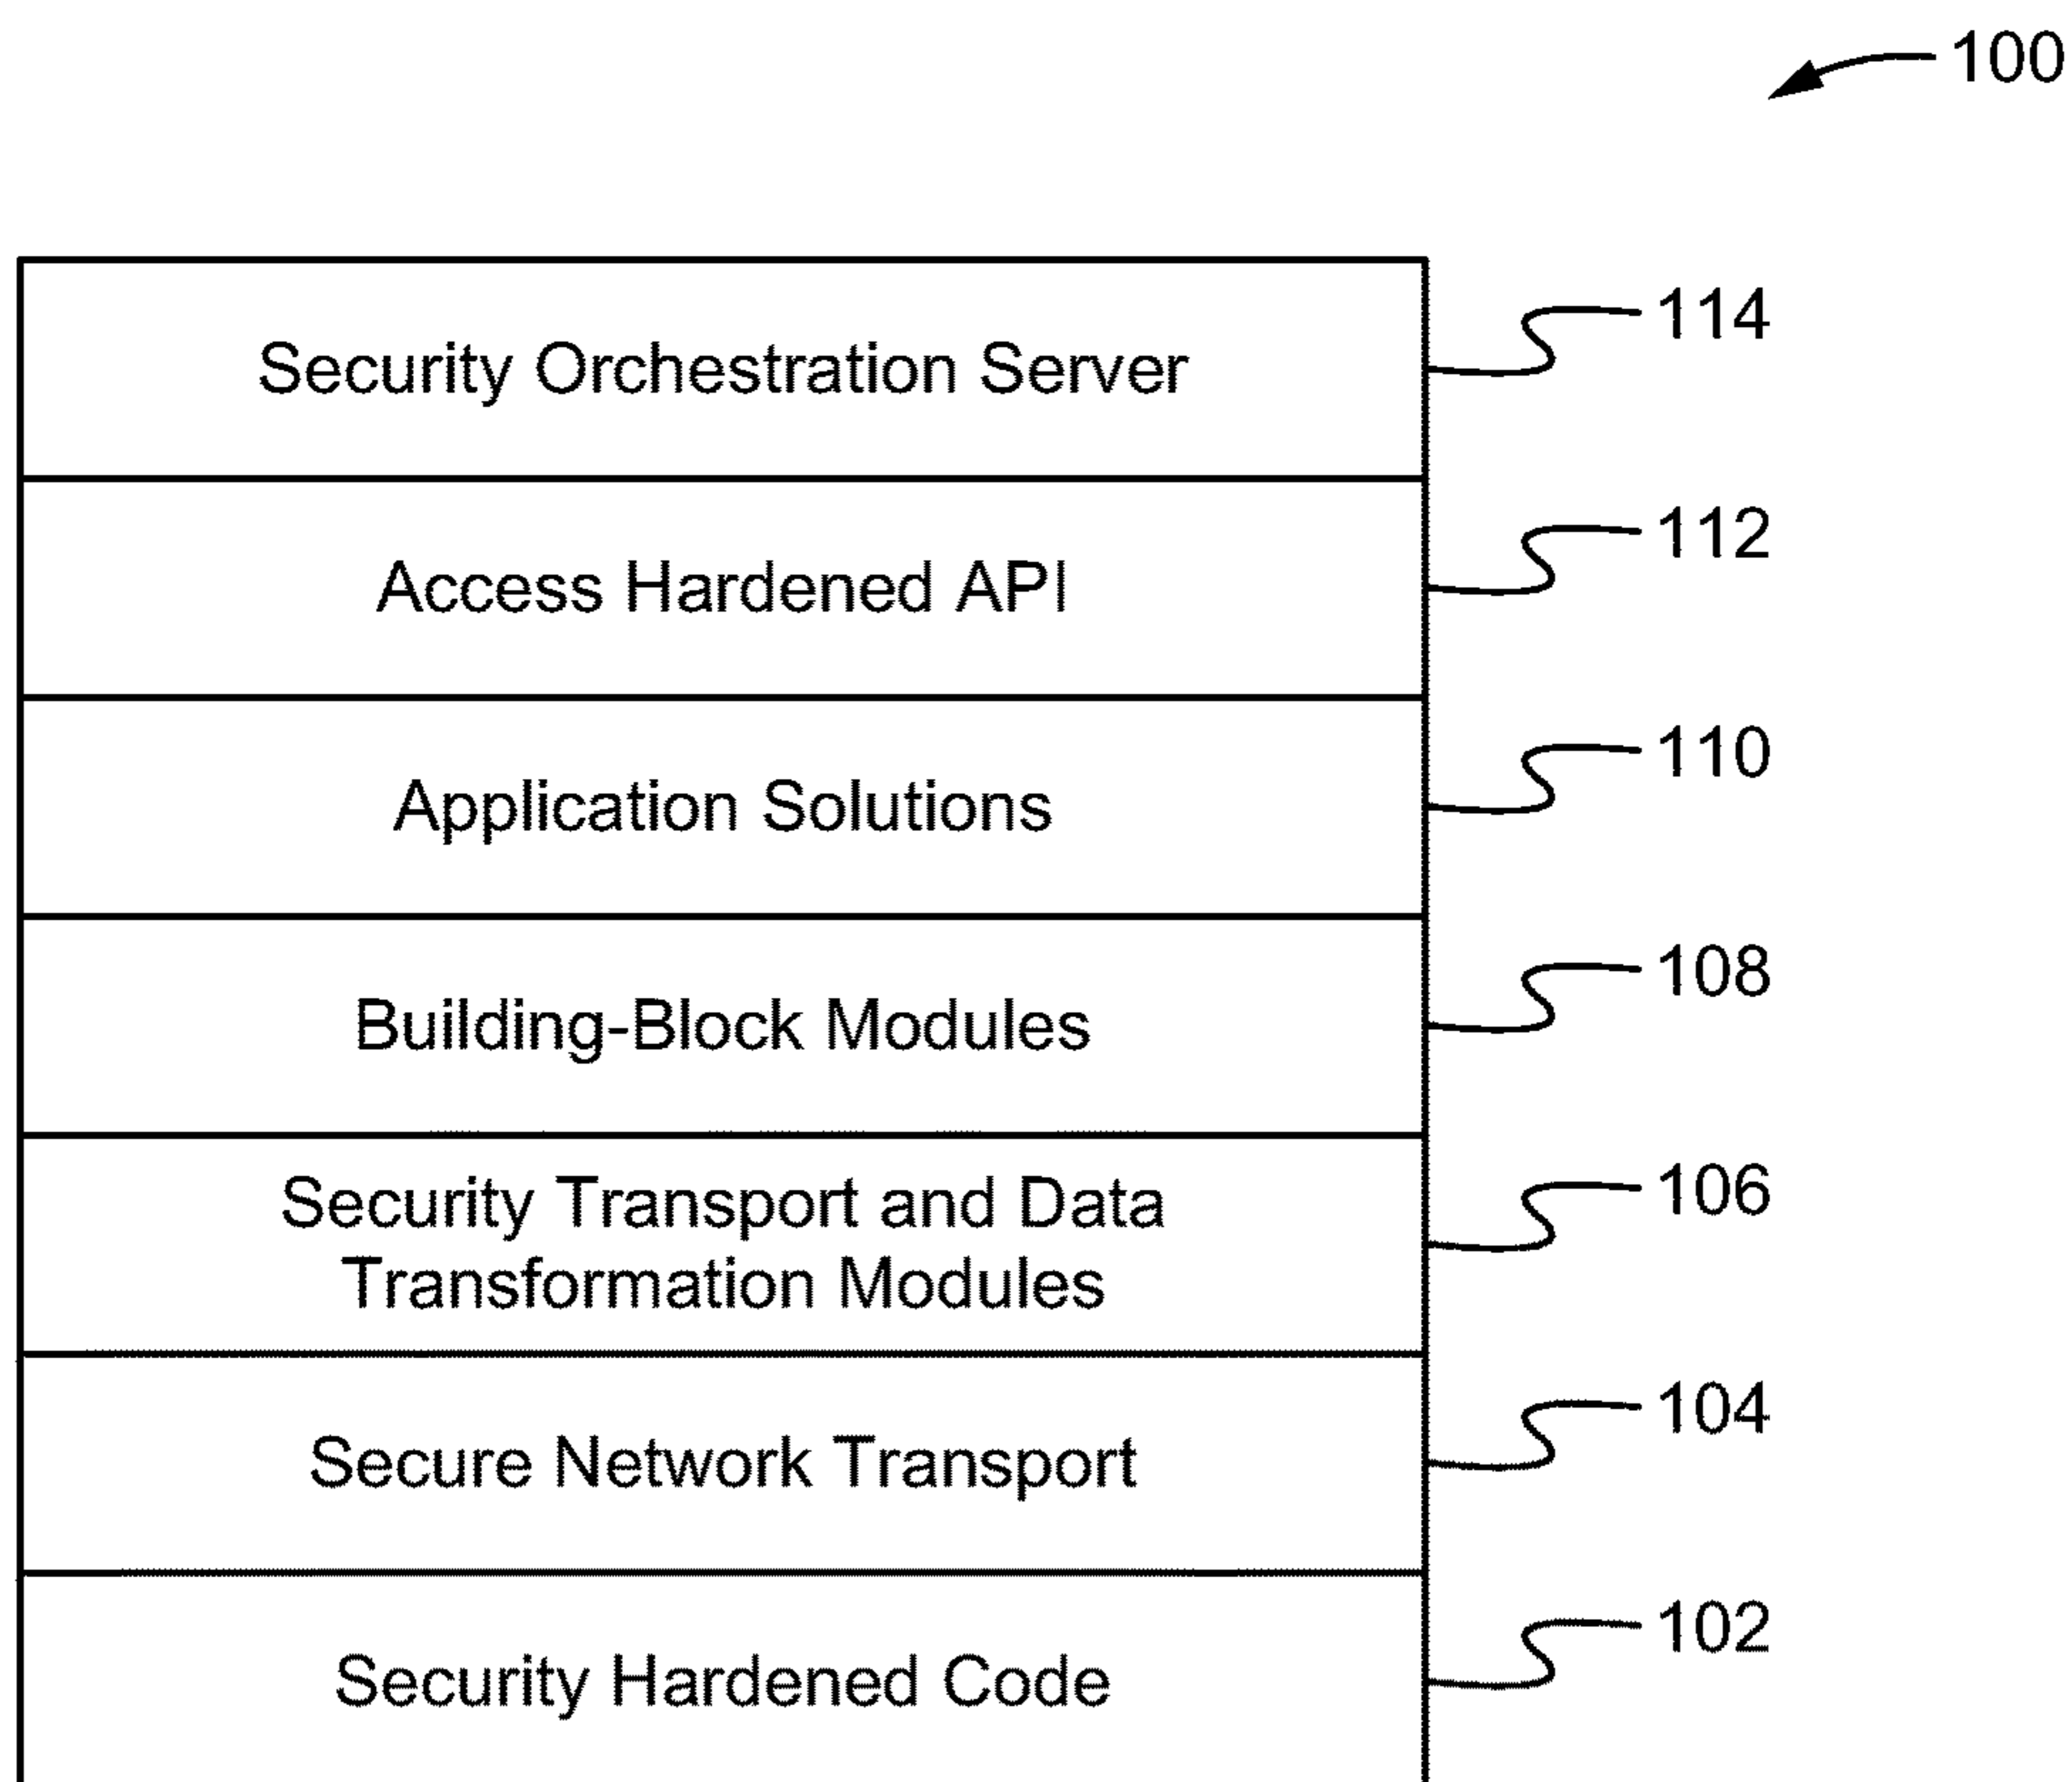 100
Security Orchestration Server
114
Access Hardened API
112
Application Solutions
110
Building-Block Modules
108
Security Transport and Data
Transformation Modules
106
Secure Network Transport
104
Security Hardened Code
102